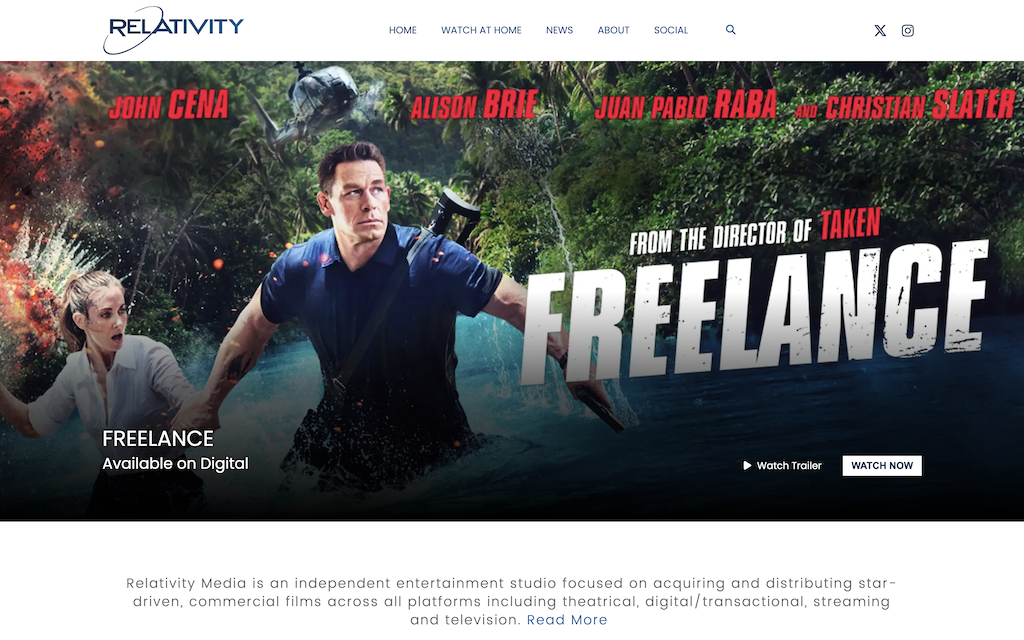 RELATIVITY
HOME WATCH AT HOME NEWS ABOUT SOCIAL
JOHN CENA ALISON BRIE JUAN PABLO RABA AND CHRISTIAN SLATER
FROM THE DIRECTOR OF TAKEN
FREELANCE
FREELANCE
Available on Digital
Watch Trailer WATCH NOW
Relativity Media is an independent entertainment studio focused on acquiring and distributing star-
driven, commercial films across all platforms including theatrical, digital/transactional, streaming
and television. Read More